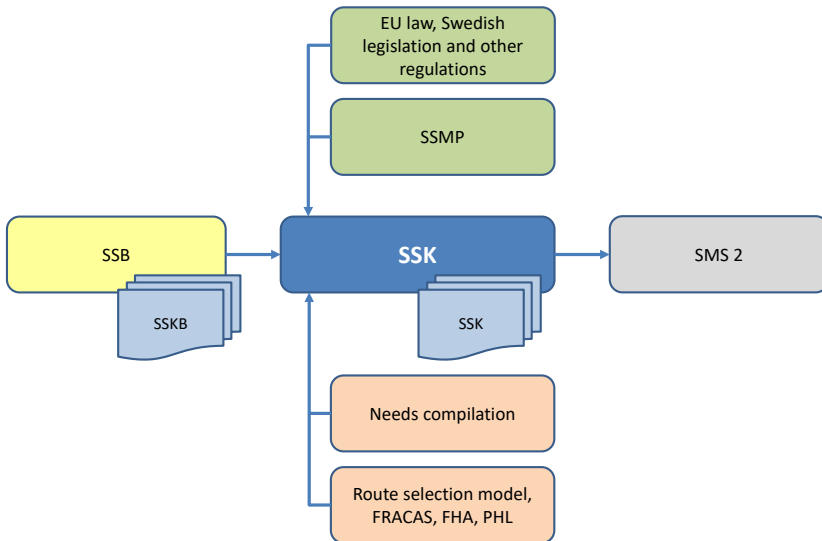 EU law, Swedish
legislation and other
regulations
SSMP
SSB
SSK
SMS 2
SSKB
SSK
Needs compilation
Route selection model,
FRACAS, FHA, PHL